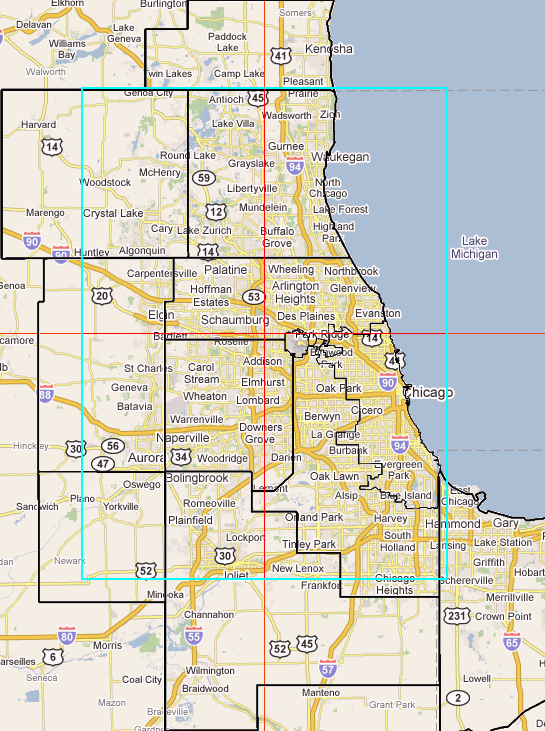 Elkhorn
Burlington
Somers
Delavan
Lake
Geneva
Williams
Bay
Paddock
Lake
41
Kenosha
Walworth
Twin Lakes
Camp Lake
Pleasant
Prairie
Genoa City
Antioch
45
Wadsworth
Zion
Harvard
Lake Villa
14
Gurnee
Round Lake
Waukegan
Grayslake
McHenry
94
59
Woodstock
Libertyville
North
Chicago
Marengo
Crystal Lake
12
Mundelein
Lake Forest
Cary
Lake Zurich
Buffalo
Grove
Highland
Park
90
90
Huntley
Algonquin
14
Lake
Michigan
Carpentersville
Palatine
Wheeling
Northbrook
Genoa
20
Hoffman
Estates
53
Arlington
Heights
Glenview
Elgin
Schaumburg
Des Plaines
Evanston
Bartlett
Park Ridge
14
Sycamore
Roselle
Elmwood
Park
41
St Charles
Carol
Stream
Addison
Geneva
Elmhurst
Oak Park
90
88
Wheaton
Lombard
Chicago
Batavia
Berwyn
Cicero
Warrenville
Downers
Grove
La Grange
Hinckley
30
56
Naperville
94
47
Aurora
34
Woodridge
Darien
Burbank
Evergreen
Park
Oswego
Bolingbrook
Oak Lawn
Plano
Lemont
Alsip
Blue Island
East
Chicago
Sandwich
Yorkville
Romeoville
Plainfield
Orland Park
Harvey
Hammond
Gary
Lockport
South
Holland
Lansing
Lake Station
30
Tinley Park
Griffith
Newark
52
Joliet
New Lenox
Hobart
Minooka
Frankfort
Chicago
Heights
Schererville
Merrillville
Channahon
231
Crown Point
80
55
52
45
65
Morris
Marseilles
6
57
Seneca
Coal City
Wilmington
Lowell
Braidwood
Manteno
2
Mazon
Braceville
Grant Park
Gardner